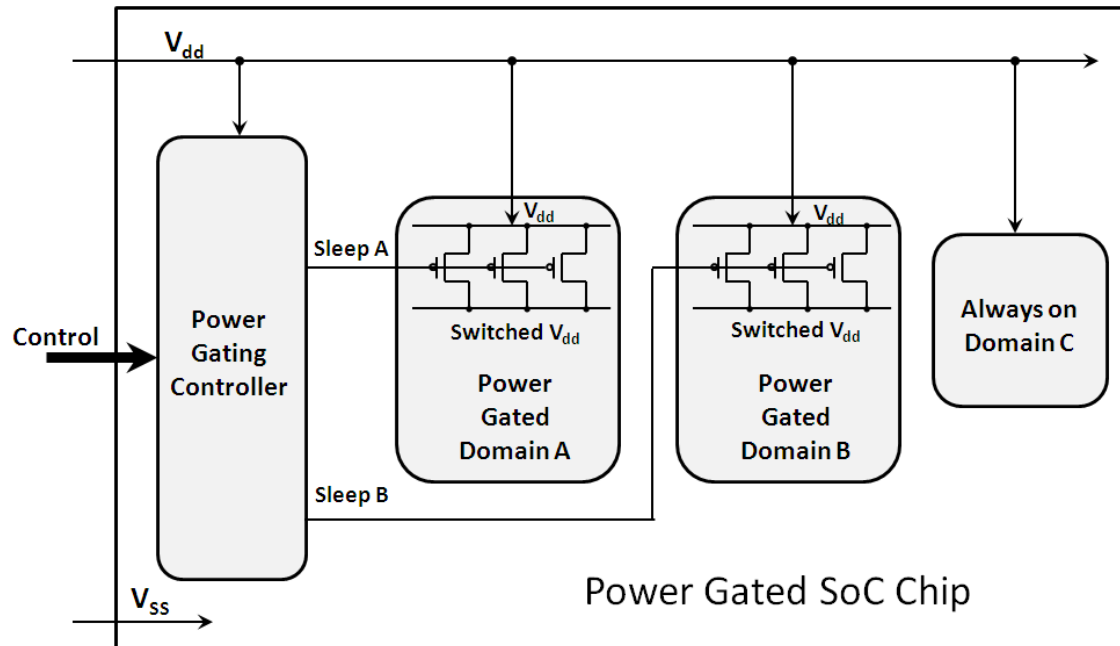 Vdd
Vdd
Vdd
Sleep A
Control
Power
Gating
Controller
Switched Vdd
Switched Vdd
Always on
Domain C
Power
Gated
Domain A
Power
Gated
Domain B
Sleep B
VSS
Power Gated SoC Chip